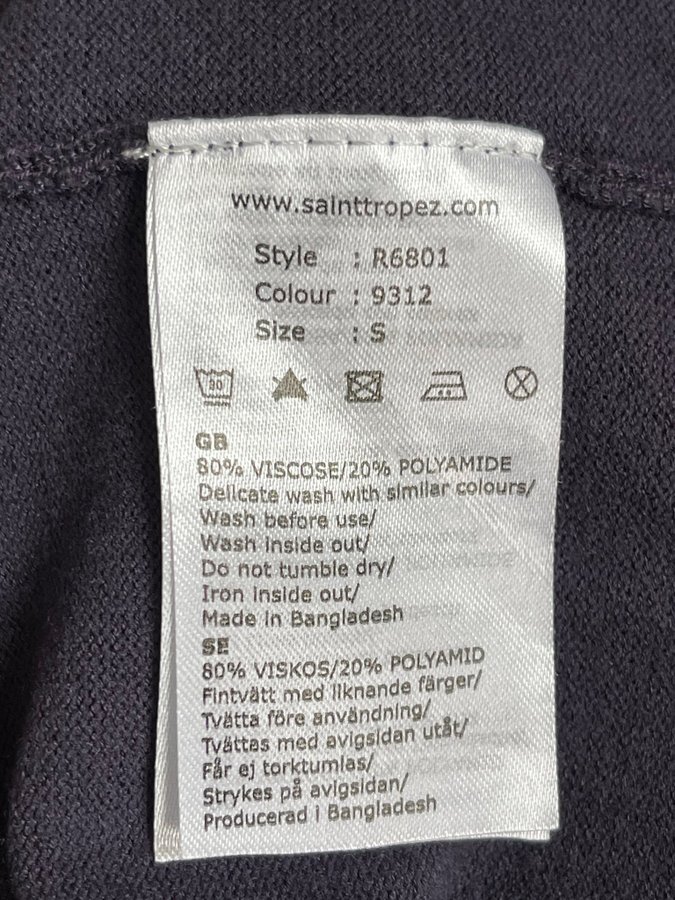 www.sainttropez.com
Style : R6801
Colour : 9312
Size : S
30
GB
80% VISCOSE/20% POLYAMIDE
Delicate wash with similar colours/
Wash before use/
Wash inside out/
Do not tumble dry/
Iron inside out/
Made in Bangladesh
SE
80% VISKOS/20% POLYAMID
Fintvätt med liknande färger/
Tvätta före användning/
Tvättas med avigsidan utåt/
Får ej torktumlas/
Strykes på avigsidan/
Producerad i Bangladesh